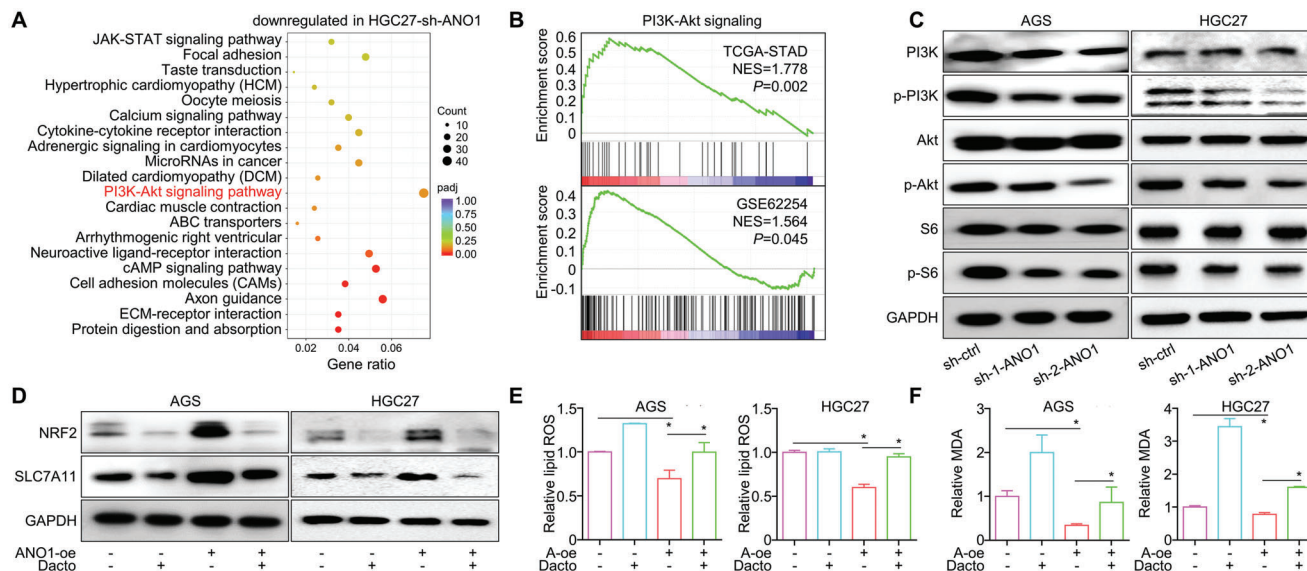 A
downregulated in HGC27-sh-ANO1
JAK-STAT signaling pathway
Focal adhesion
Taste transduction
Hypertrophic cardiomyopathy (HCM)
Oocyte meiosis
Calcium signaling pathway
Cytokine-cytokine receptor interaction
Adrenergic signaling in cardiomyocytes
MicroRNAs in cancer
Dilated cardiomyopathy (DCM)
PI3K-Akt signaling pathway
Cardiac muscle contraction
ABC transporters
Arrhythmogenic right ventricular
Neuroactive ligand-receptor interaction
cAMP signaling pathway
Cell adhesion molecules (CAMs)
Axon guidance
ECM-receptor interaction
Protein digestion and absorption
0.02 0.04 0.06
Gene ratio
Count
10
20
30
40
padj
1.00
0.75
0.50
0.25
0.00
B
PI3K-Akt signaling
Enrichment score
0.6
0.5
0.4
0.3
0.2
0.1
0
TCGA-STAD
NES=1.778
P=0.002
Enrichment score
0.4
0.2
0
-0.1
GSE62254
NES=1.564
P=0.045
C
AGS HGC27
PI3K
p-PI3K
Akt
p-Akt
S6
p-S6
GAPDH
sh-ctrl sh-1-ANO1 sh-2-ANO1 sh-ctrl sh-1-ANO1 sh-2-ANO1
D
AGS HGC27
NRF2
SLC7A11
GAPDH
ANO1-oe - - + + - - + +
Dacto - + - + - + - +
E
AGS
Relative lipid ROS
1.5
1.0
0.5
0.0
* *
A-oe - - + +
Dacto - + - +
HGC27
Relative lipid ROS
1.5
1.0
0.5
0.0
* *
- - + +
- + - +
F
AGS
Relative MDA
3
2
1
0
* *
A-oe - - + +
Dacto - + - +
HGC27
Relative MDA
4
3
2
1
0
* *
- - + +
- + - +